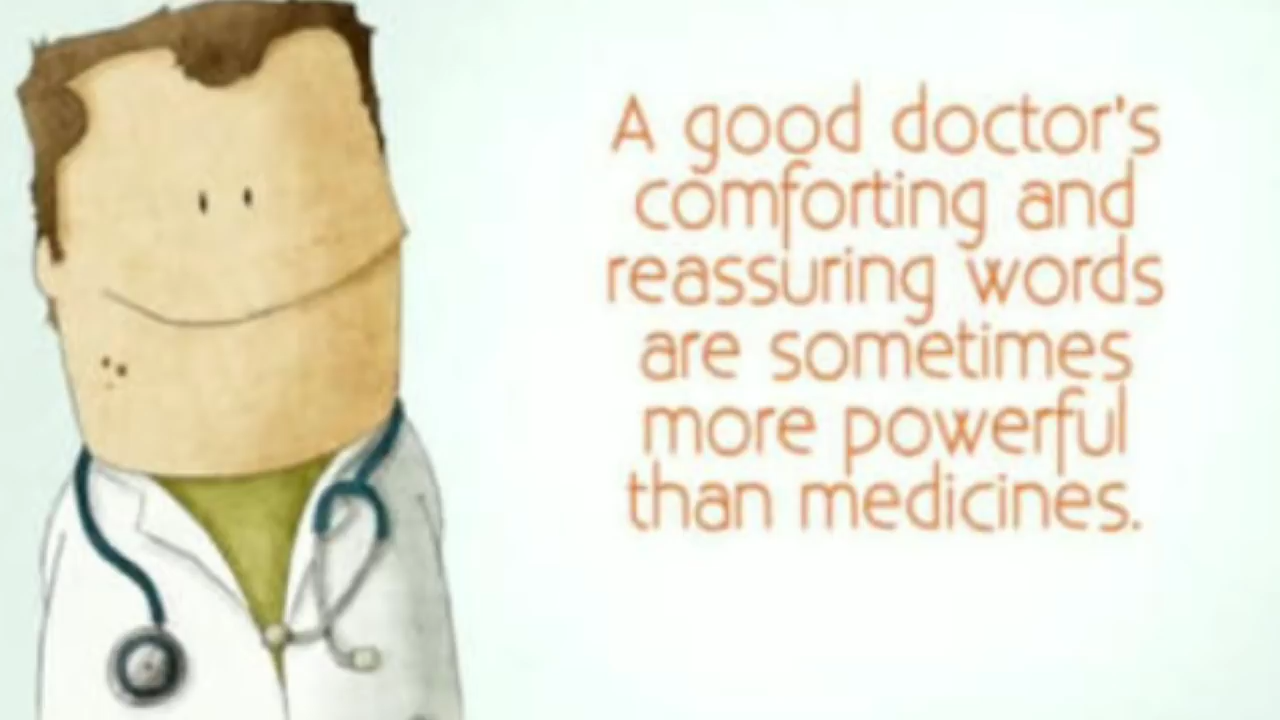 A good doctor's
comforting and
reassuring words
are sometimes
more powerful
than medicines.